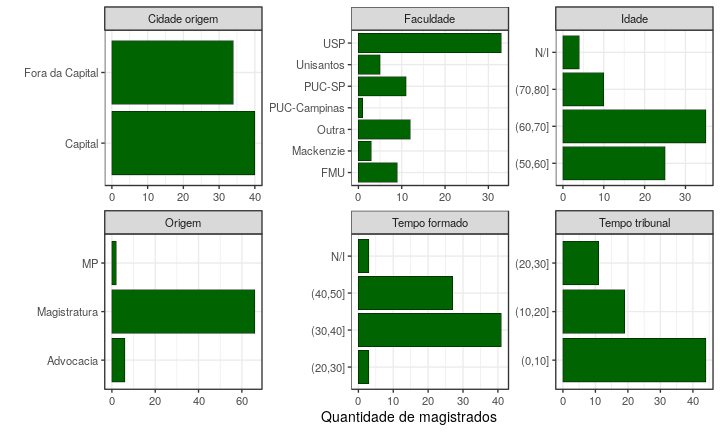 Cidade origem
Fora da Capital
Capital
0 10 20 30 40
Faculdade
USP
Unisantos
PUC-SP
PUC-Campinas
Outra
Mackenzie
FMU
0 10 20 30
Idade
N/I
(70,80]
(60,70]
(50,60]
0 10 20 30
Origem
MP
Magistratura
Advocacia
0 20 40 60
Tempo formado
N/I
(40,50]
(30,40]
(20,30]
0 10 20 30 40
Tempo tribunal
(20,30]
(10,20]
(0,10]
0 10 20 30 40
Quantidade de magistrados